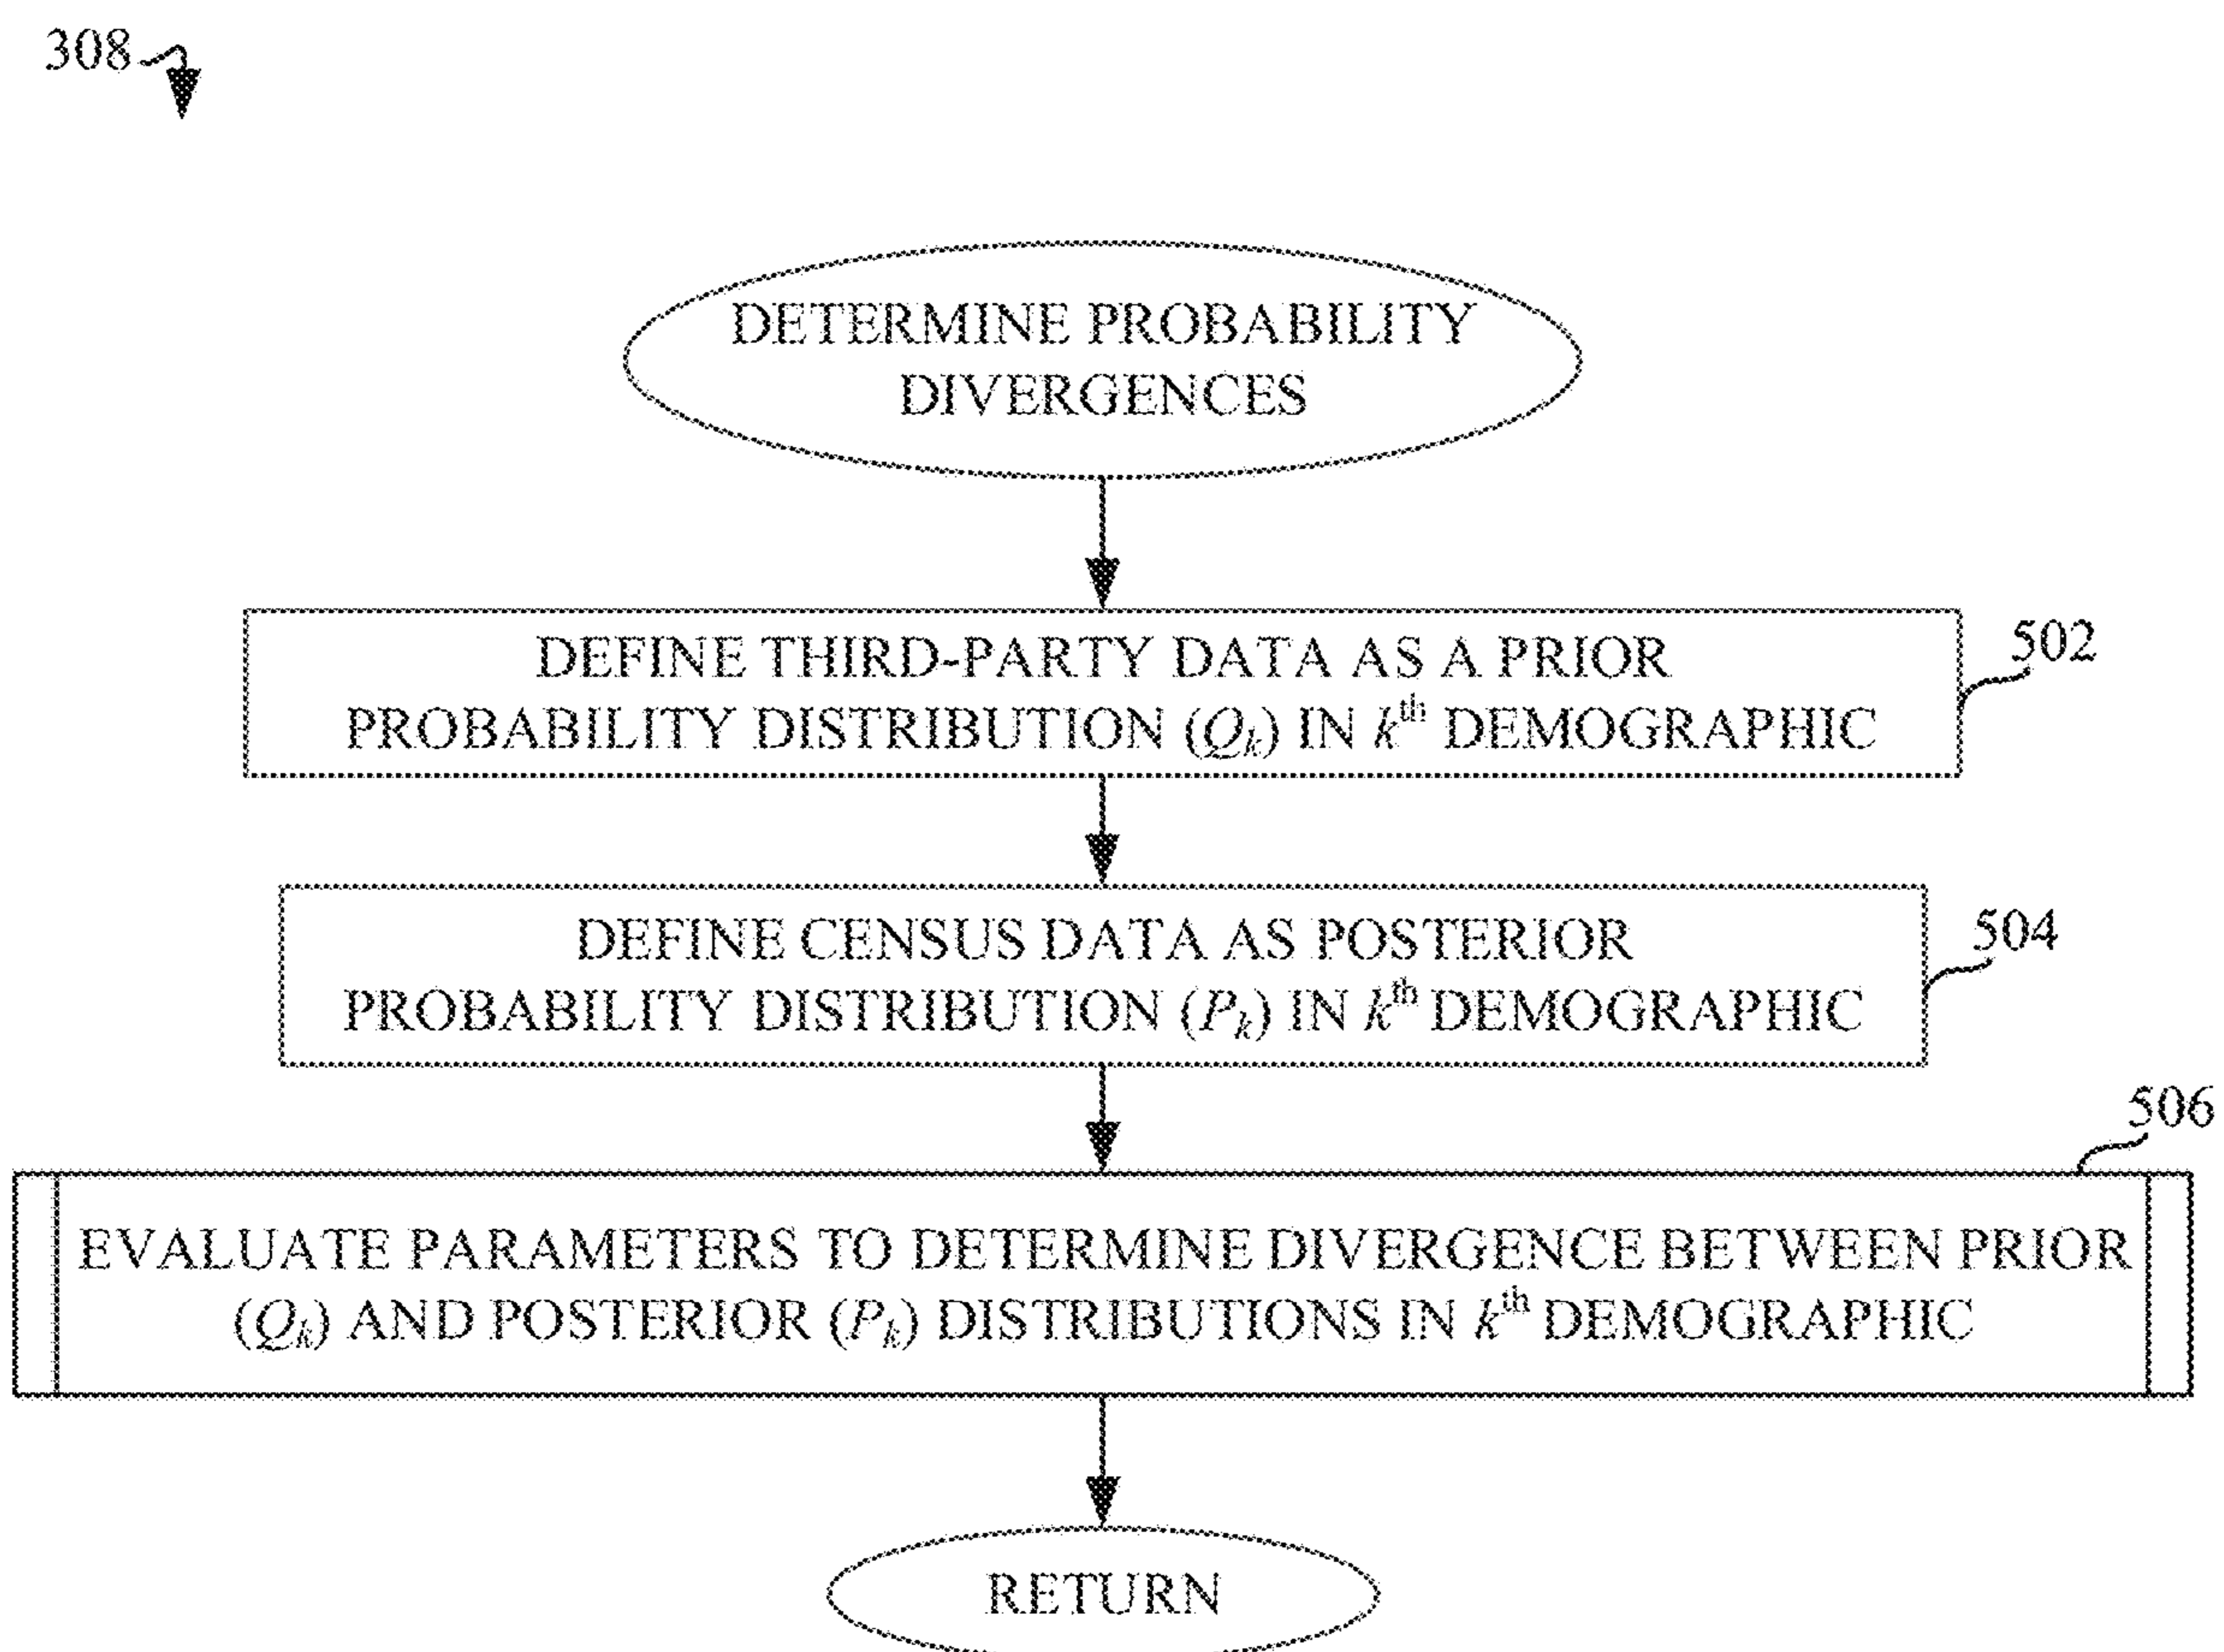 308
DETERMINE PROBABILITY
DIVERGENCES
DEFINE THIRD-PARTY DATA AS A PRIOR
PROBABILITY DISTRIBUTION (Qk) IN kth DEMOGRAPHIC
502
DEFINE CENSUS DATA AS POSTERIOR
PROBABILITY DISTRIBUTION (Pk) IN kth DEMOGRAPHIC
504
506
EVALUATE PARAMETERS TO DETERMINE DIVERGENCE BETWEEN PRIOR
(Qk) AND POSTERIOR (Pk) DISTRIBUTIONS IN kth DEMOGRAPHIC
RETURN